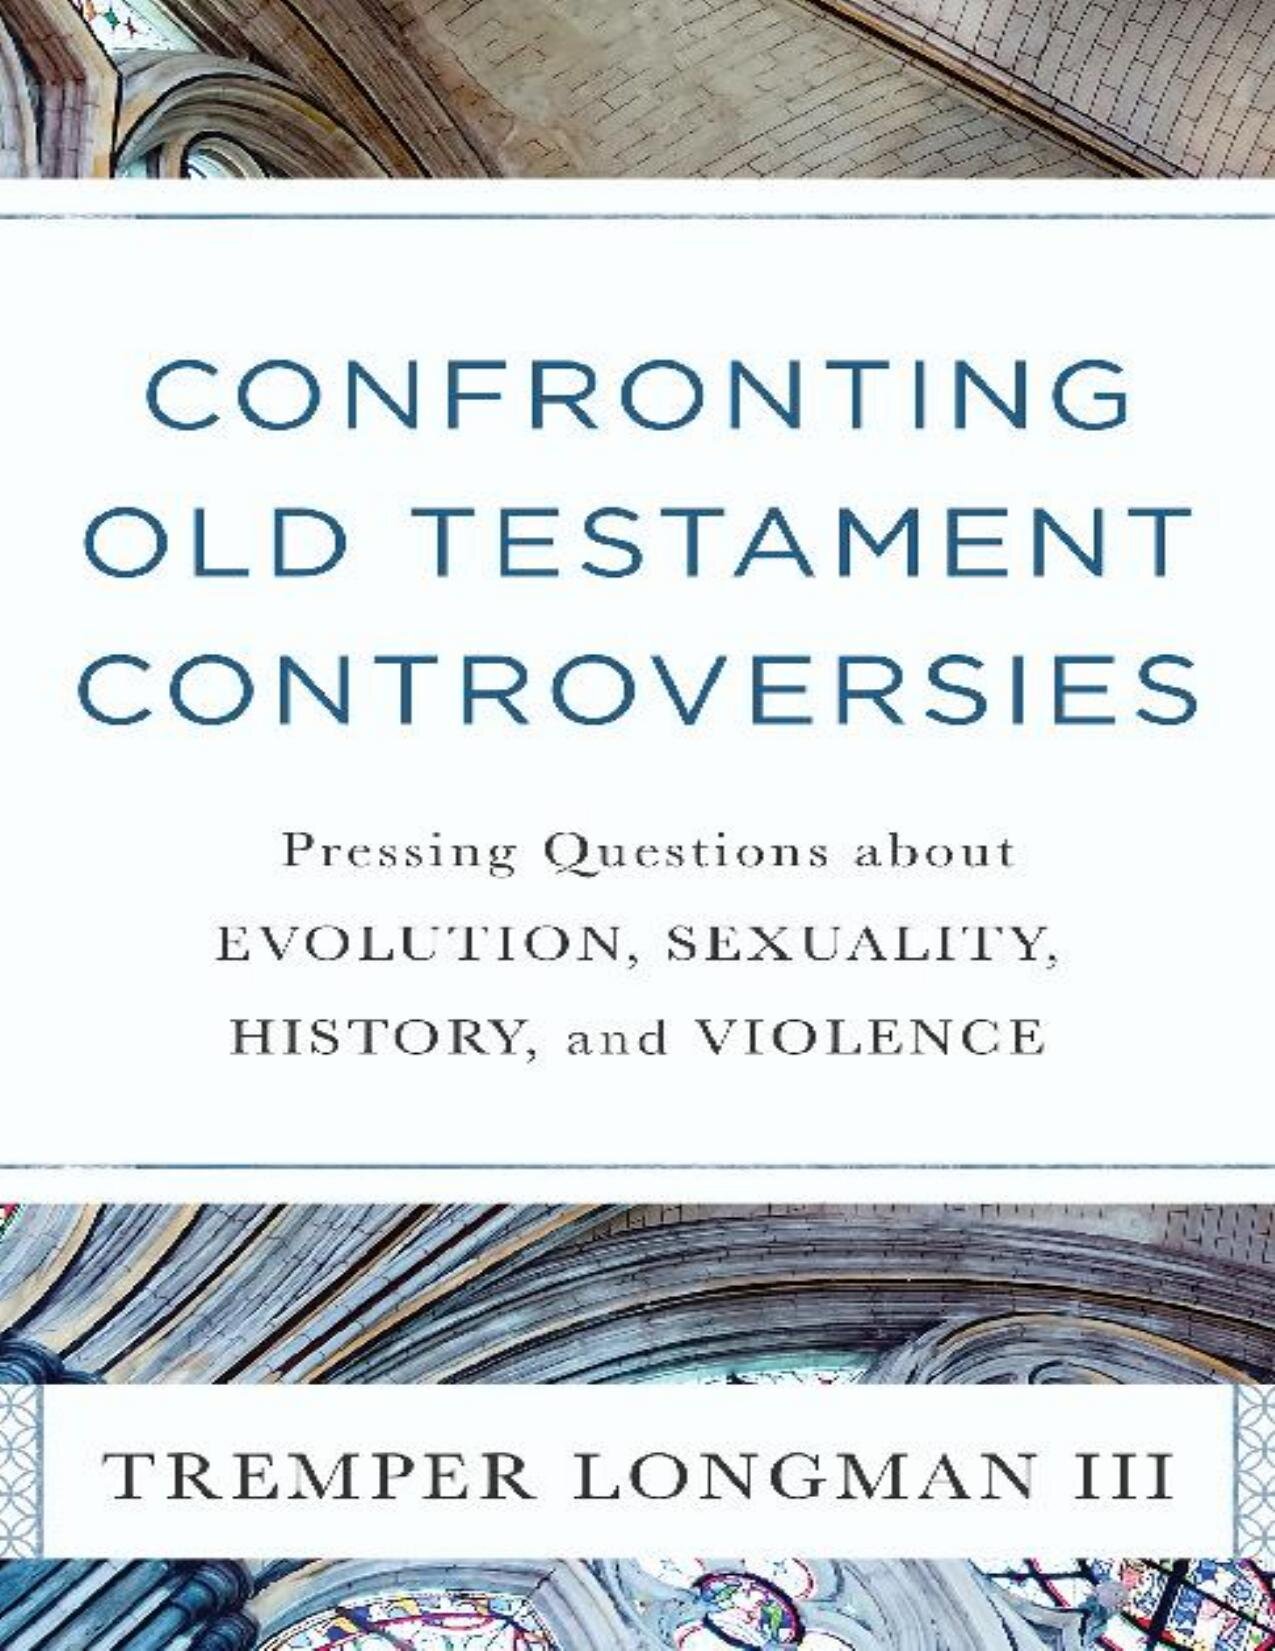 CONFRONTING
OLD TESTAMENT
CONTROVERSIES
Pressing Questions about
EVOLUTION, SEXUALITY,
HISTORY, and VIOLENCE
TREMPER LONGMAN III